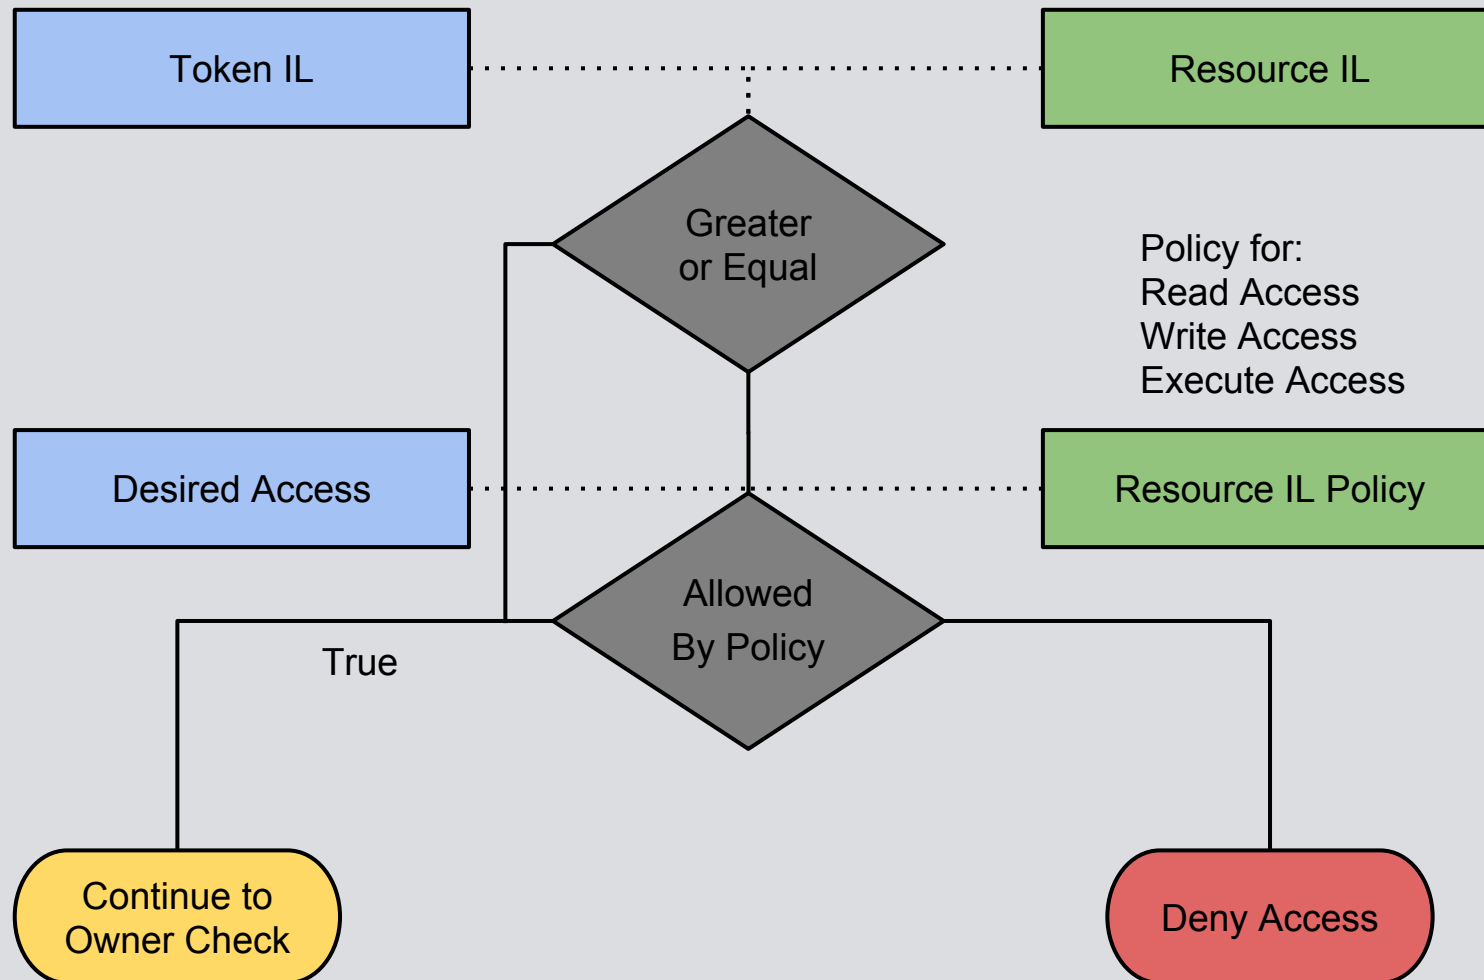 Token IL
Resource IL
Greater
or Equal
Policy for:
Read Access
Write Access
Execute Access
Desired Access
Resource IL Policy
Allowed
By Policy
True
Continue to
Owner Check
Deny Access